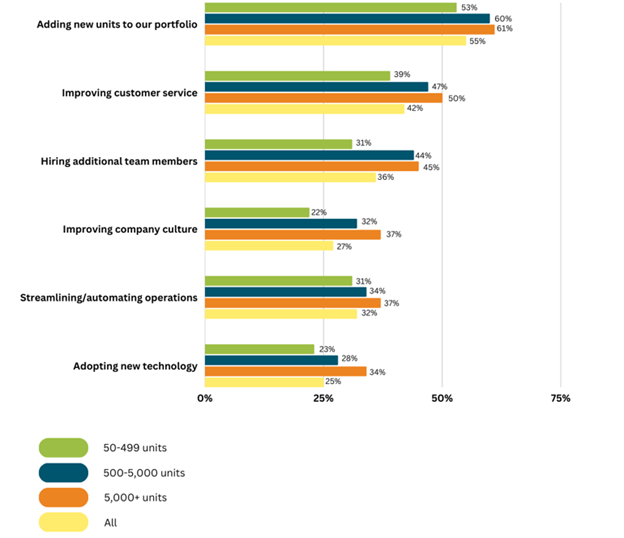 53%
Adding new units to our portfolio
60%
61%
55%
39%
Improving customer service
47%
50%
42%
31%
Hiring additional team members
44%
45%
36%
22%
Improving company culture
32%
37%
27%
31%
Streamlining/automating operations
34%
37%
32%
23%
Adopting new technology
28%
34%
25%
0% 25% 50% 75%
50-499 units
500-5,000 units
5,000+ units
All